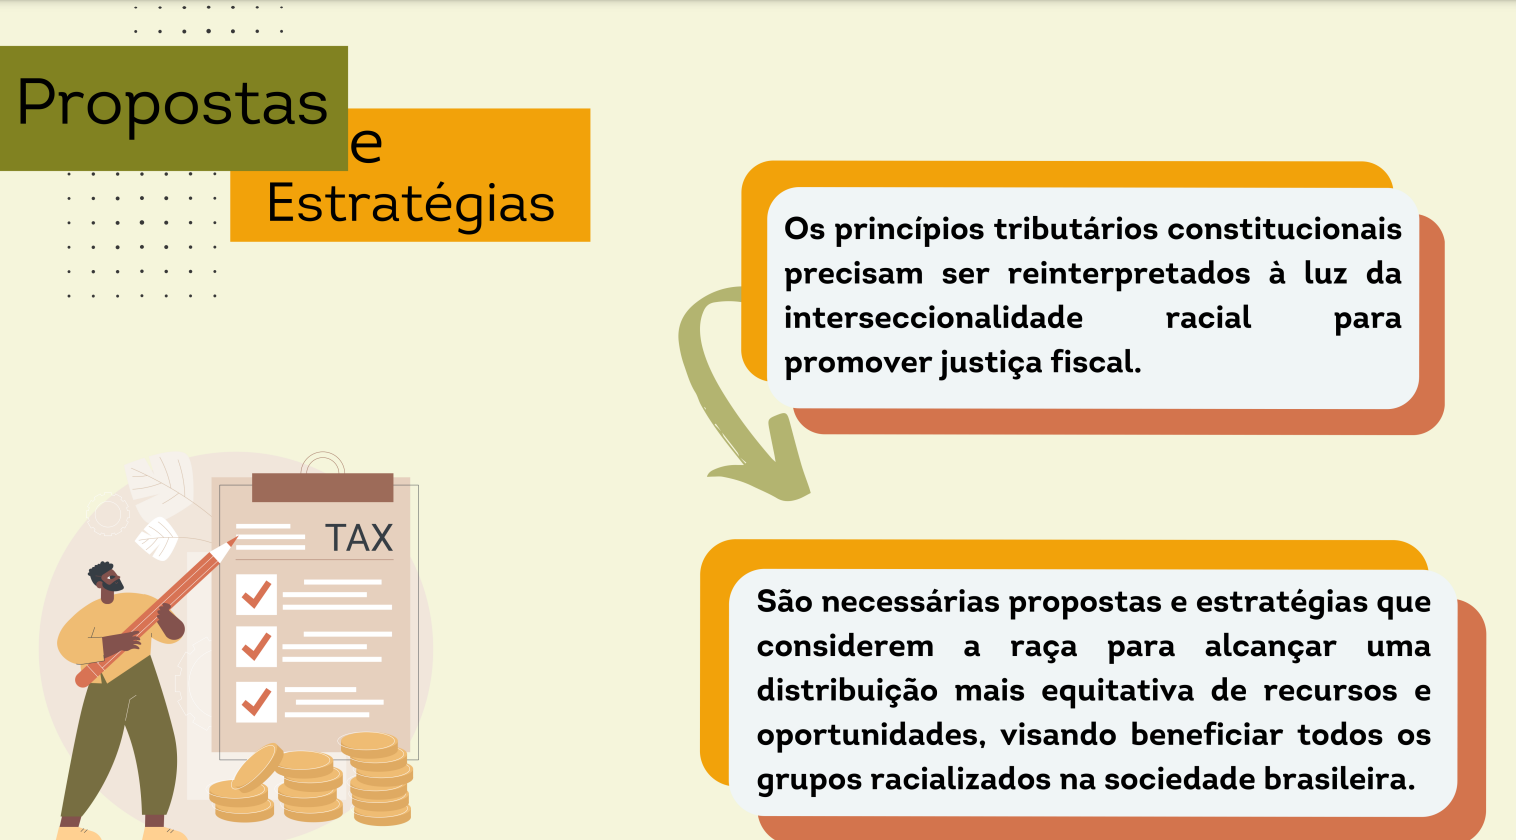 Propostas
e
Estratégias
Os princípios tributários constitucionais
precisam ser reinterpretados à luz da
interseccionalidade racial para
promover justiça fiscal.
TAX
São necessárias propostas e estratégias que
considerem a raça para alcançar uma
distribuição mais equitativa de recursos e
oportunidades, visando beneficiar todos os
grupos racializados na sociedade brasileira.